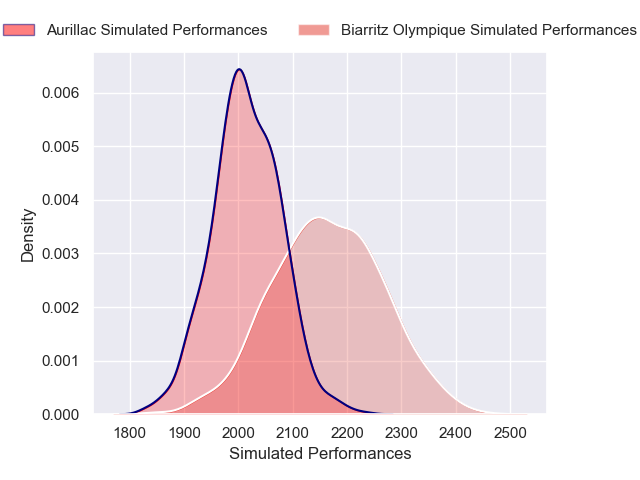 Aurillac Simulated Performances
Biarritz Olympique Simulated Performances
0.006
0.005
0.004
0.003
0.002
0.001
0.000
Density
1800 1900 2000 2100 2200 2300 2400 2500
Simulated Performances